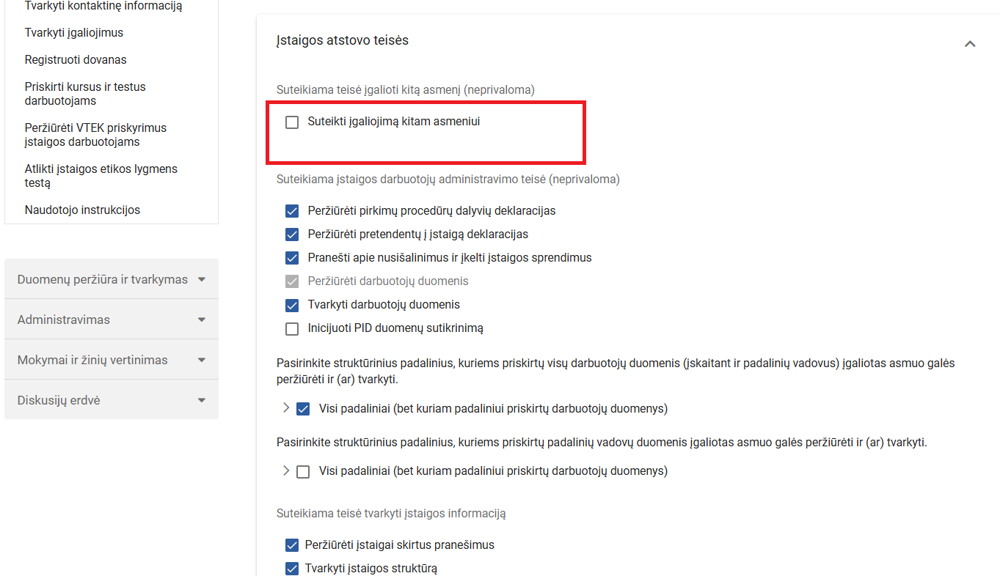 Tvarkyti kontaktinę informaciją
Tvarkyti įgaliojimus
Registruoti dovanas
Priskirti kursus ir testus
darbuotojams
Peržiūrėti VTEK priskyrimus
įstaigos darbuotojams
Atlikti įstaigos etikos lygmens
testą
Naudotojo instrukcijos
Duomenų peržiūra ir tvarkymas
Administravimas
Mokymai ir žinių vertinimas
Diskusijų erdvė
Įstaigos atstovo teisės
Suteikiama teisė įgalioti kitą asmenį (neprivaloma)
Suteikti įgaliojimą kitam asmeniui
Suteikiama įstaigos darbuotojų administravimo teisė (neprivaloma)
Peržiūrėti pirkimų procedūrų dalyvių deklaracijas
Peržiūrėti pretendentų į įstaigą deklaracijas
Pranešti apie nusišalinimus ir įkelti įstaigos sprendimus
Peržiūrėti darbuotojų duomenis
Tvarkyti darbuotojų duomenis
Inicijuoti PID duomenų sutikrinimą
Pasirinkite struktūrinius padalinius, kuriems priskirtų visų darbuotojų duomenis (įskaitant ir padalinių vadovus) įgaliotas asmuo galės
peržiūrėti ir (ar) tvarkyti.
Visi padaliniai (bet kuriam padaliniui priskirtų darbuotojų duomenys)
Pasirinkite struktūrinius padalinius, kuriems priskirtų padalinių vadovų duomenis įgaliotas asmuo galės peržiūrėti ir (ar) tvarkyti.
Visi padaliniai (bet kuriam padaliniui priskirtų darbuotojų duomenys)
Suteikiama teisė tvarkyti įstaigos informaciją
Peržiūrėti įstaigai skirtus pranešimus
Tvarkyti įstaigos struktūrą